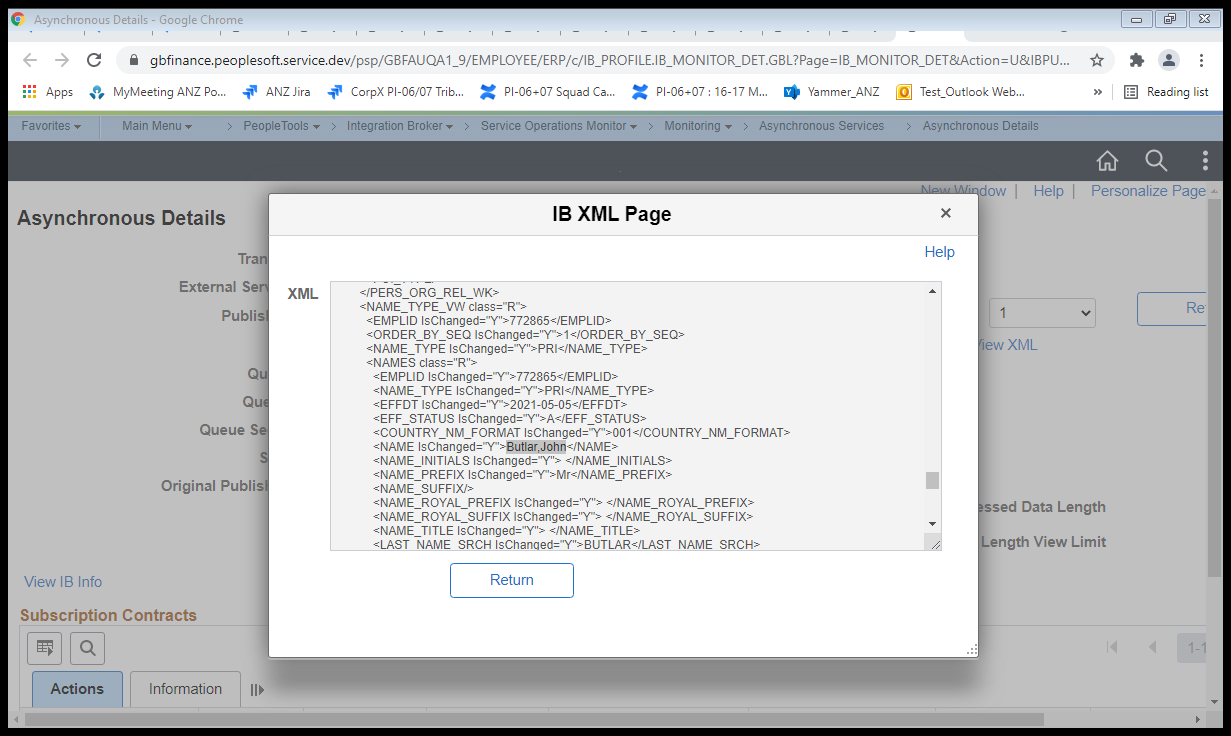 Asynchronous Details - Google Chrome
gbfinance.peoplesoft.service.dev/psp/GBFAUQA1_9/EMPLOYEE/ERP/c/IB_PROFILE.IB_MONITOR_DET.GBL?Page=IB_MONITOR_DET&Action=U&IBPU...
Apps MyMeeting ANZ Po... ANZ Jira CorpX PI-06/07 Trib... PI-06+07 Squad Ca... PI-06+07 : 16-17 M... Yammer_ANZ Test_Outlook Web... » Reading list
Favorites Main Menu > PeopleTools > Integration Broker > Service Operations Monitor > Monitoring > Asynchronous Services > Asynchronous Details
New Window | Help | Personalize Page
Asynchronous Details
IB XML Page
Help
Tran
External Serv
Publish
Que
Queue Se
S
Original Publish
XML
</PERS_ORG_REL_WK>
<NAME_TYPE_VW class="R">
<EMPLID IsChanged="Y">772865</EMPLID>
<ORDER_BY_SEQ IsChanged="Y">1</ORDER_BY_SEQ>
<NAME_TYPE IsChanged="Y">PRI</NAME_TYPE>
<NAMES class="R">
<EMPLID IsChanged="Y">772865</EMPLID>
<NAME_TYPE IsChanged="Y">PRI</NAME_TYPE>
<EFFDT IsChanged="Y">2021-05-05</EFFDT>
<EFF_STATUS IsChanged="Y">A</EFF_STATUS>
<COUNTRY_NM_FORMAT IsChanged="Y">001</COUNTRY_NM_FORMAT>
<NAME IsChanged="Y">Butlar,John</NAME>
<NAME_INITIALS IsChanged="Y"> </NAME_INITIALS>
<NAME_PREFIX IsChanged="Y">Mr</NAME_PREFIX>
<NAME_SUFFIX/>
<NAME_ROYAL_PREFIX IsChanged="Y"> </NAME_ROYAL_PREFIX>
<NAME_ROYAL_SUFFIX IsChanged="Y"> </NAME_ROYAL_SUFFIX>
<NAME_TITLE IsChanged="Y"> </NAME_TITLE>
<LAST_NAME_SRCH IsChanged="Y">BUTLAR</LAST_NAME_SRCH>
1
Re
View XML
essed Data Length
Length View Limit
Return
View IB Info
Subscription Contracts
1-1
Actions Information